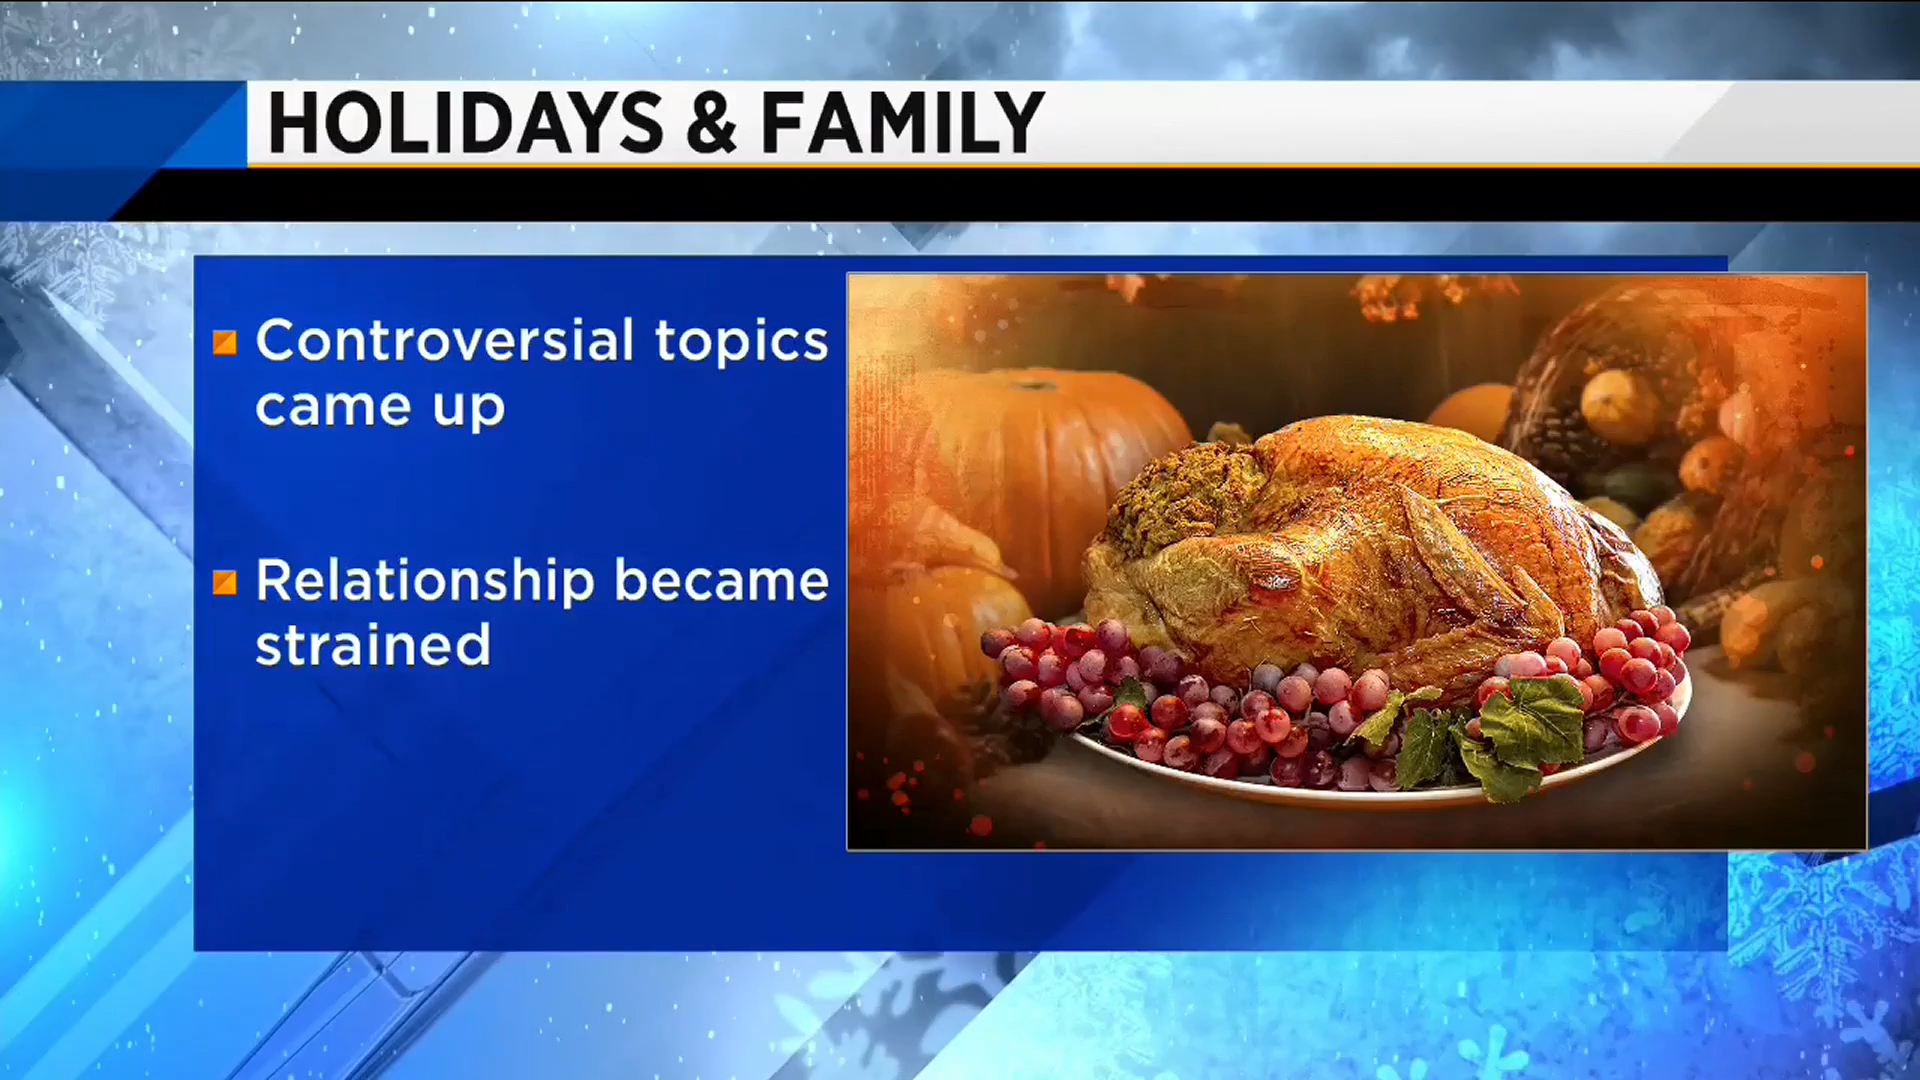 HOLIDAYS & FAMILY
Controversial topics
came up
Relationship became
strained